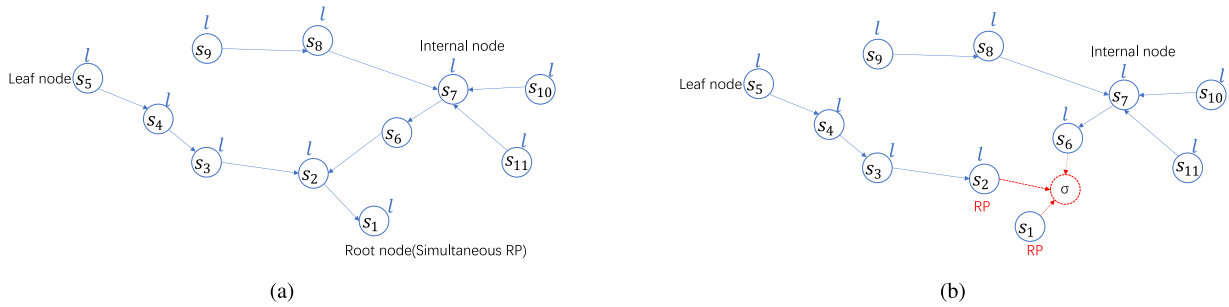 l
l
s₈
s₉
Internal node
l
Leaf node
s₅
l
s₇
l
s₁₀
l
s₄
s₆
l
s₃
l
s₂
l
s₁₁
l
s₁
Root node(Simultaneous RP)
(a)
l
l
s₈
s₉
Internal node
l
Leaf node
s₅
l
s₇
l
s₁₀
l
s₄
l
s₆
l
s₃
l
s₂
l
s₁₁
σ
RP
l
s₁
RP
(b)